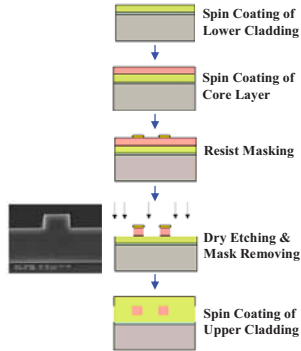 Spin Coating of
Lower Cladding
Spin Coating of
Core Layer
Resist Masking
Dry Etching &
Mask Removing
Spin Coating of
Upper Cladding